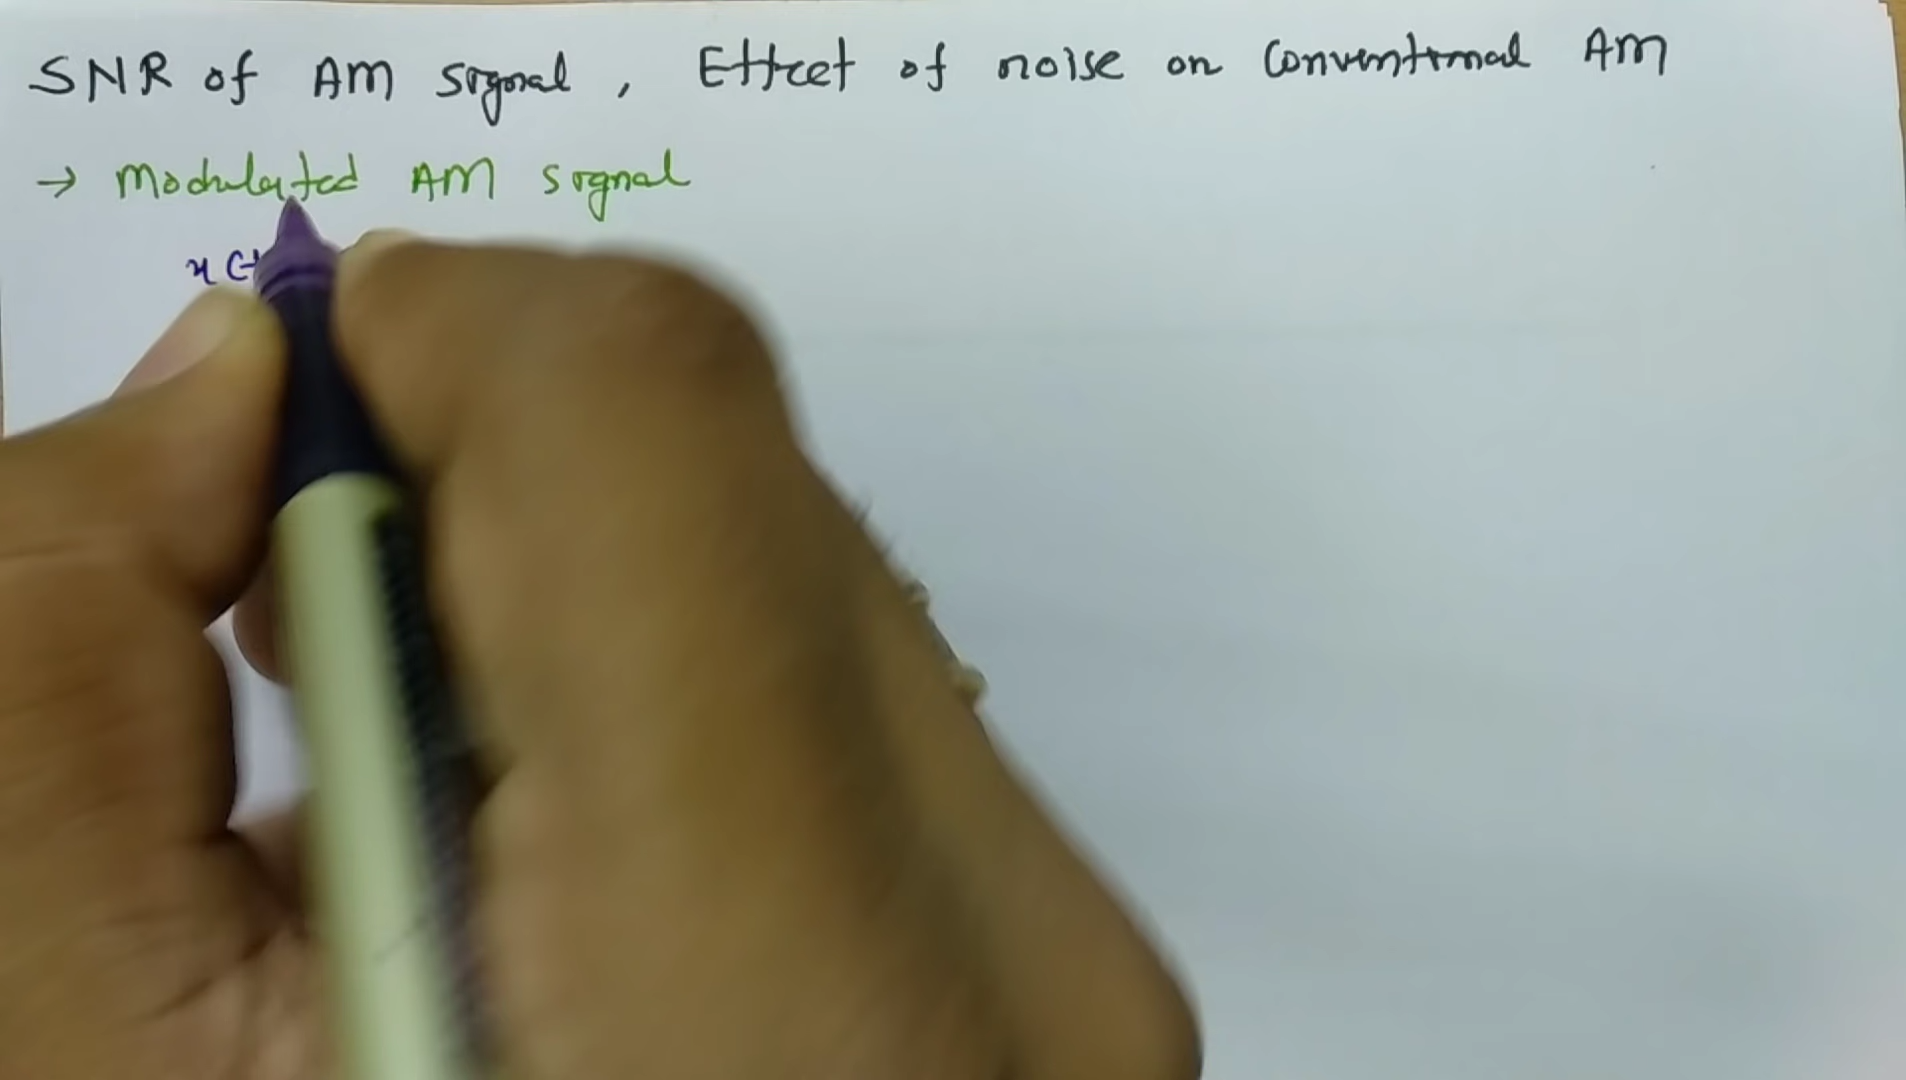 SNR of AM signal, Effect of noise on Conventional AM
→ Modulated AM signal
x(t